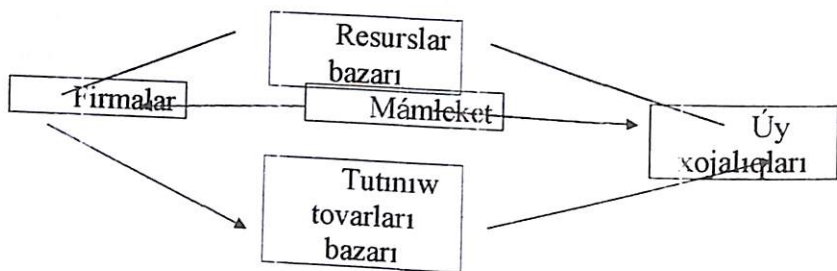 Resurslar
bazarı
Firmalar
Mámleket
Úy
xojalıqları
Tutınıw
tovarları
bazarı